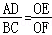 AD/BC = OE/OF